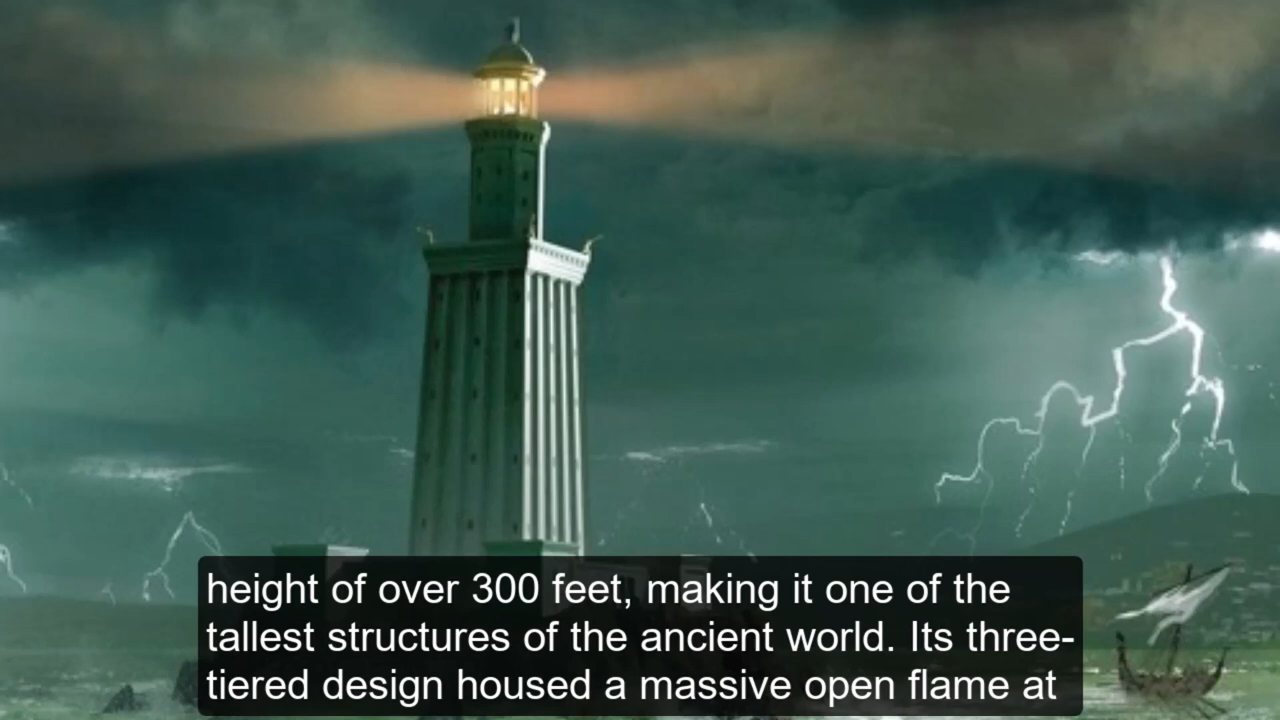 height of over 300 feet, making it one of the
tallest structures of the ancient world. Its three-
tiered design housed a massive open flame at